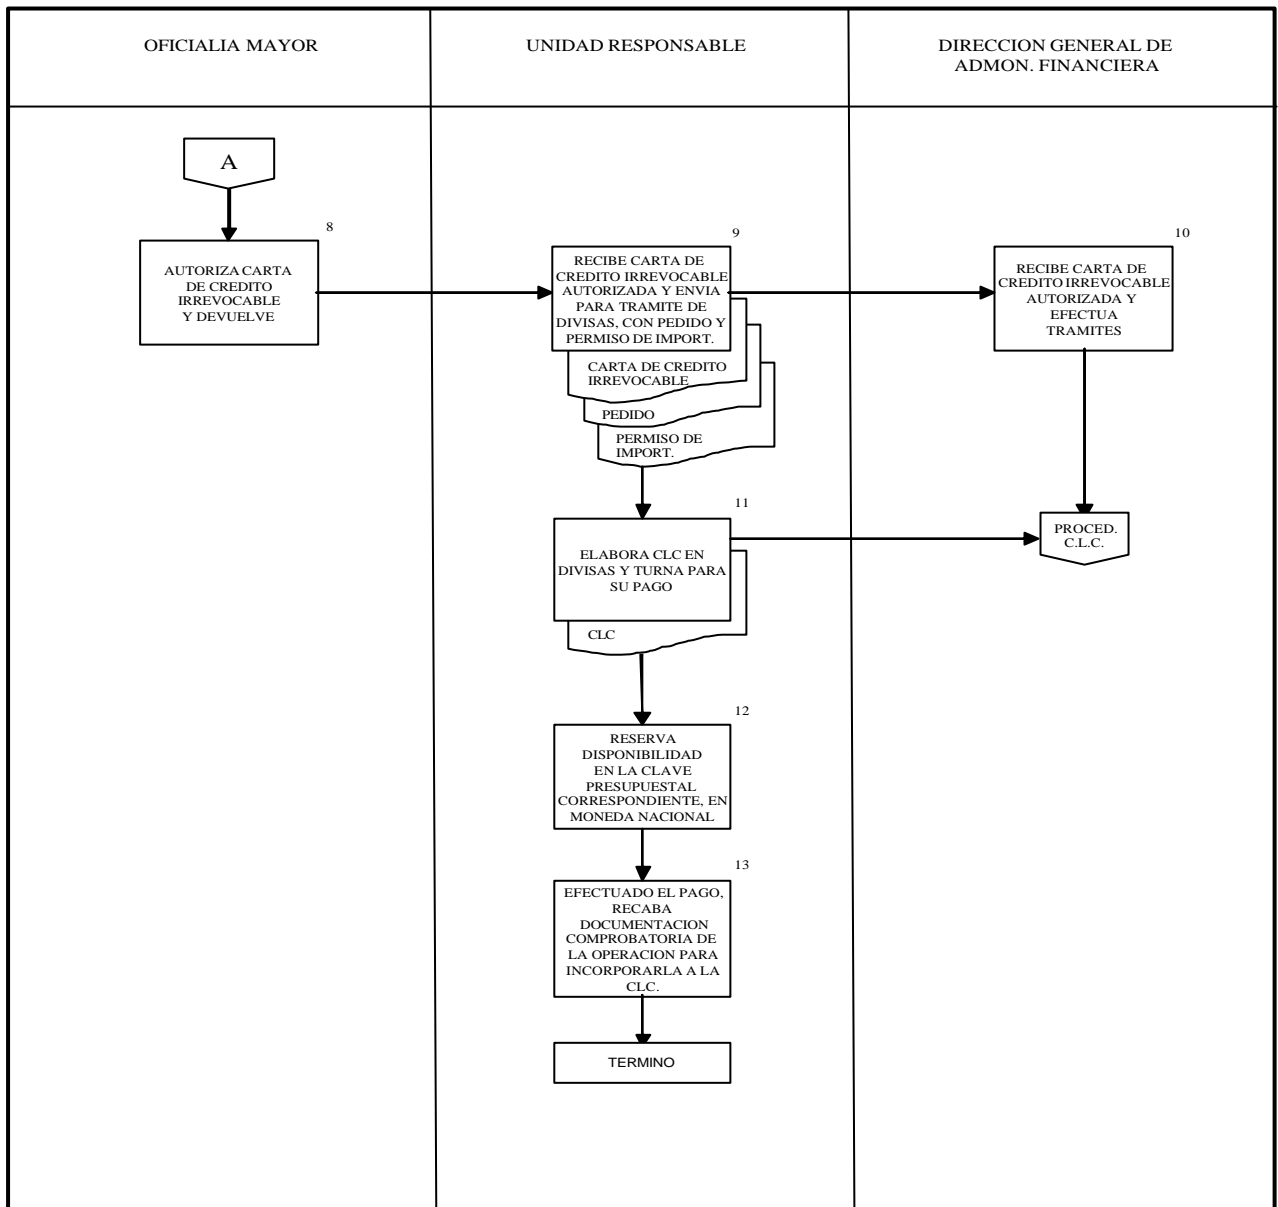 OFICIALIA MAYOR
UNIDAD RESPONSABLE
DIRECCION GENERAL DE
ADMON. FINANCIERA
A
8
AUTORIZA CARTA
DE CREDITO
IRREVOCABLE
Y DEVUELVE
9
RECIBE CARTA DE
CREDITO IRREVOCABLE
AUTORIZADA Y ENVIA
PARA TRAMITE DE
DIVISAS, CON PEDIDO Y
PERMISO DE IMPORT.
CARTA DE CREDITO
IRREVOCABLE
PEDIDO
PERMISO DE
IMPORT.
10
RECIBE CARTA DE
CREDITO IRREVOCABLE
AUTORIZADA Y
EFECTUA
TRAMITES
11
ELABORA CLC EN
DIVISAS Y TURNA PARA
SU PAGO
CLC
PROCED.
C.L.C.
12
RESERVA
DISPONIBILIDAD
EN LA CLAVE
PRESUPUESTAL
CORRESPONDIENTE, EN
MONEDA NACIONAL
13
EFECTUADO EL PAGO,
RECABA
DOCUMENTACION
COMPROBATORIA DE
LA OPERACION PARA
INCORPORARLA A LA
CLC.
TERMINO